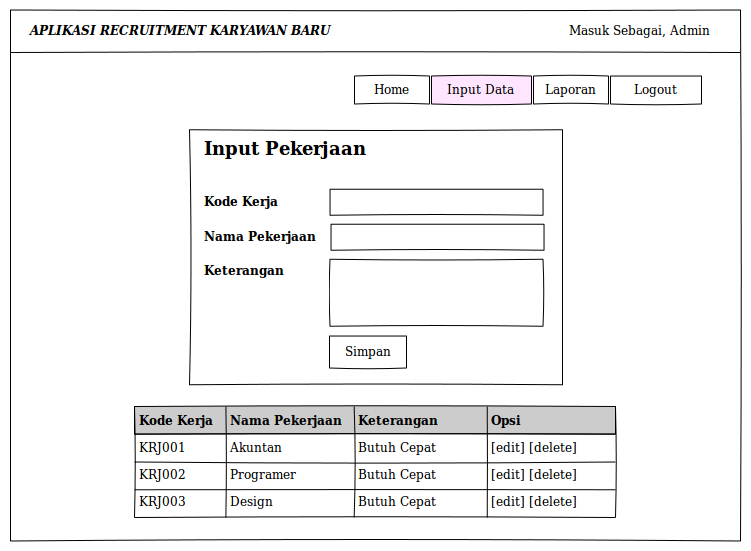 APLIKASI RECRUITMENT KARYAWAN BARU Masuk Sebagai, Admin
Home Input Data Laporan Logout
Input Pekerjaan
Kode Kerja
Nama Pekerjaan
Keterangan
Simpan
Kode Kerja Nama Pekerjaan Keterangan Opsi
KRJ001 Akuntan Butuh Cepat [edit] [delete]
KRJ002 Programer Butuh Cepat [edit] [delete]
KRJ003 Design Butuh Cepat [edit] [delete]